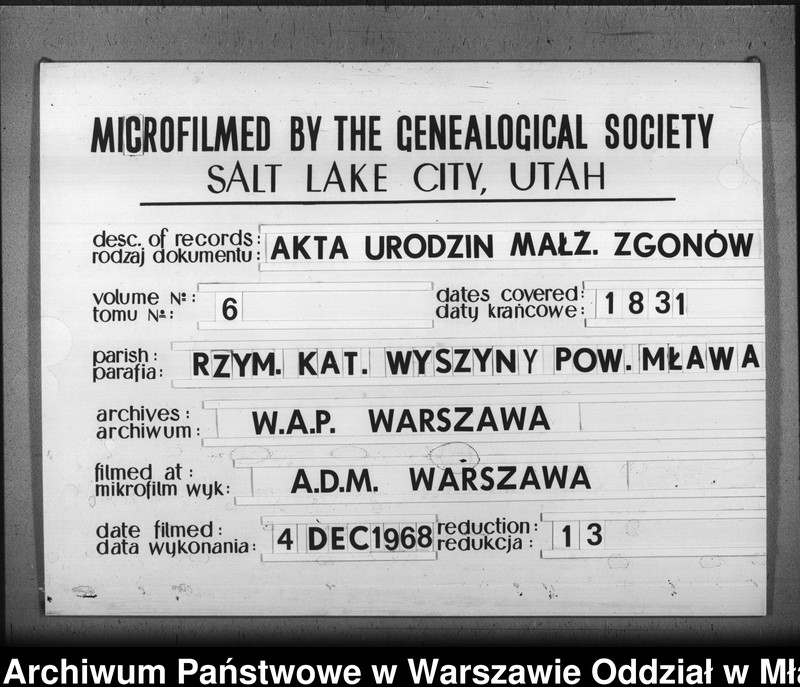 MICROFILMED BY THE GENEALOGICAL SOCIETY
SALT LAKE CITY, UTAH
desc. of records:
rodzaj dokumentu:
AKTA URODZIN MAŁŻ. ZGONÓW
volume №:
tomu №:
6
dates covered:
daty krańcowe:
1831
parish:
parafia:
RZYM. KAT. WYSZYNY POW. MŁAWA
archives:
archiwum:
W.A.P. WARSZAWA
filmed at:
mikrofilm wyk:
A.D.M. WARSZAWA
date filmed:
data wykonania:
4 DEC 1968
reduction:
redukcja:
13
Archiwum Państwowe w Warszawie Oddział w Mła